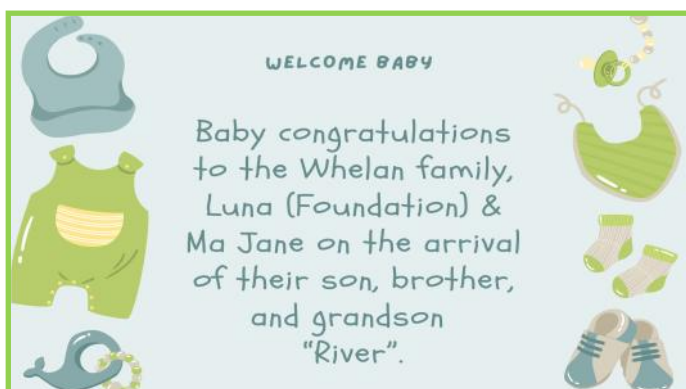 WELCOME BABY
Baby congratulations
to the Whelan family,
Luna (Foundation) &
Ma Jane on the arrival
of their son, brother,
and grandson
"River".